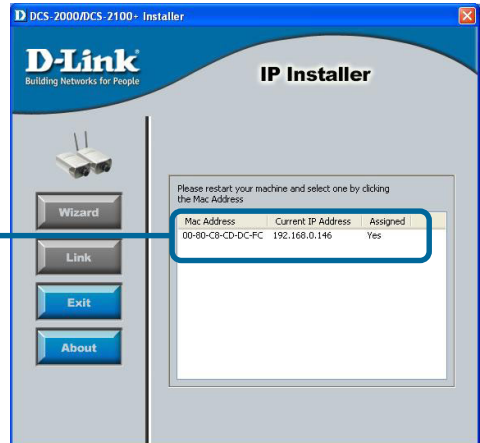 DCS-2000/DCS-2100+ Installer
D-Link
Building Networks for People
IP Installer
Please restart your machine and select one by clicking
the Mac Address
Mac Address Current IP Address Assigned
00-80-C8-CD-DC-FC 192.168.0.146 Yes
Wizard
Link
Exit
About